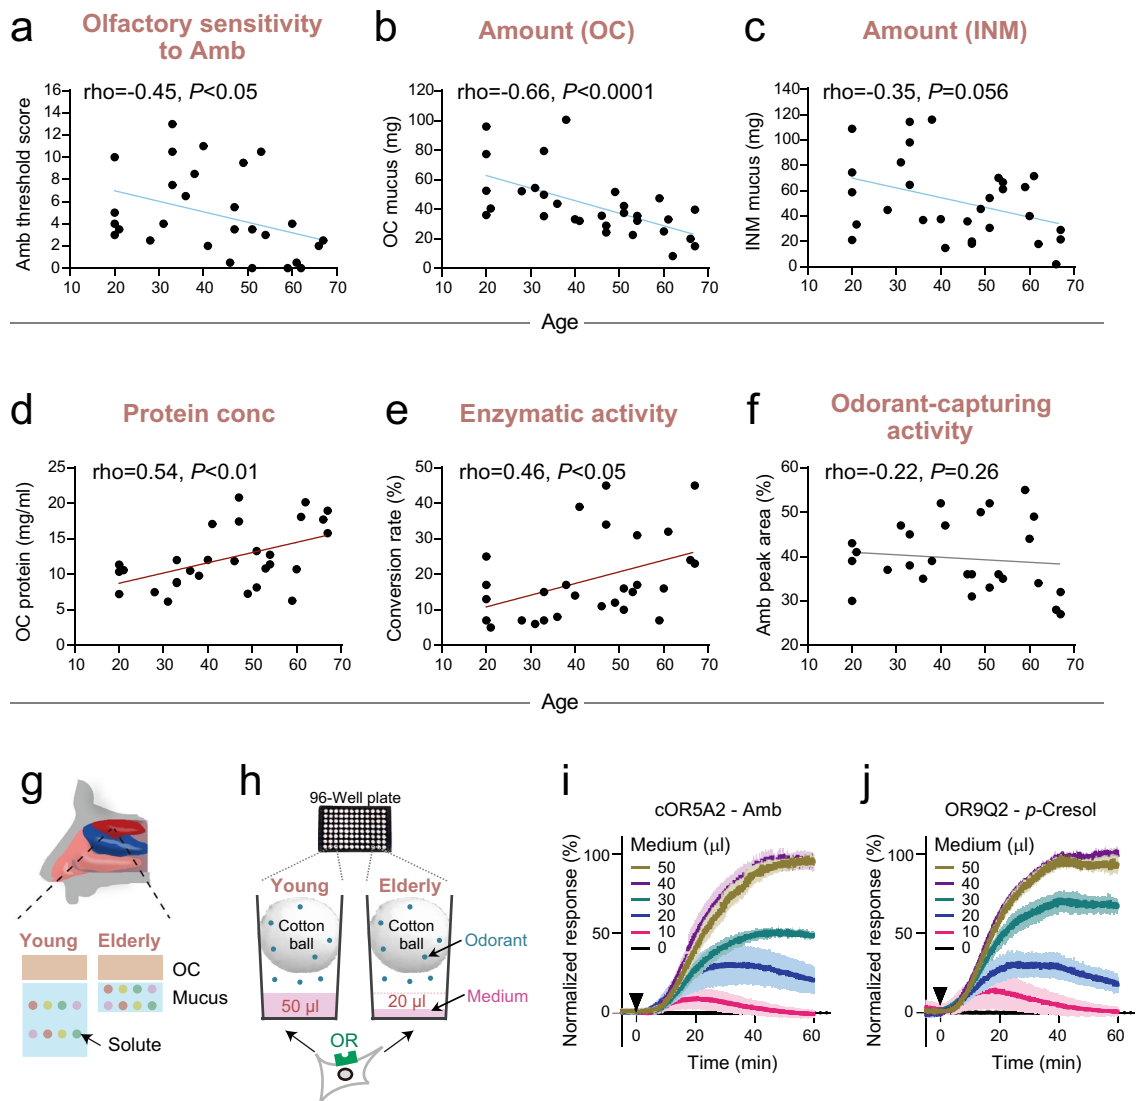 a
Olfactory sensitivity
to Amb
rho=-0.45, P<0.05
Amb threshold score
16
14
12
10
8
6
4
2
0
10 20 30 40 50 60 70
b
Amount (OC)
rho=-0.66, P<0.0001
OC mucus (mg)
120
100
80
60
40
20
0
10 20 30 40 50 60 70
c
Amount (INM)
rho=-0.35, P=0.056
INM mucus (mg)
140
120
100
80
60
40
20
0
10 20 30 40 50 60 70
Age
d
Protein conc
rho=0.54, P<0.01
OC protein (mg/ml)
25
20
15
10
5
0
10 20 30 40 50 60 70
e
Enzymatic activity
rho=0.46, P<0.05
Conversion rate (%)
50
40
30
20
10
0
10 20 30 40 50 60 70
f
Odorant-capturing
activity
rho=-0.22, P=0.26
Amb peak area (%)
60
50
40
30
20
10 20 30 40 50 60 70
Age
g
Young Elderly
OC
Mucus
Solute
h
96-Well plate
Young Elderly
Cotton
ball
Cotton
ball
Odorant
50 µl 20 µl
Medium
OR
i
cOR5A2 - Amb
Normalized response (%)
100
50
0
Medium (µl)
50
40
30
20
10
0
0 20 40 60
Time (min)
j
OR9Q2 - p-Cresol
Normalized response (%)
100
50
0
Medium (µl)
50
40
30
20
10
0
0 20 40 60
Time (min)